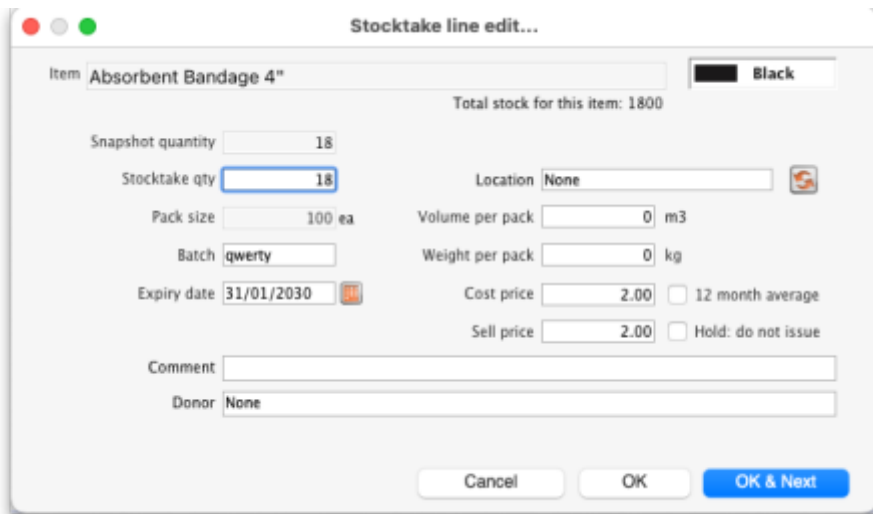 Stocktake line edit...
Item Absorbent Bandage 4" Black
Total stock for this item: 1800
Snapshot quantity 18
Stocktake qty 18 Location None
Pack size 100 ea Volume per pack 0 m3
Batch qwerty Weight per pack 0 kg
Expiry date 31/01/2030 Cost price 2.00 12 month average
Sell price 2.00 Hold: do not issue
Comment
Donor None
Cancel OK OK & Next